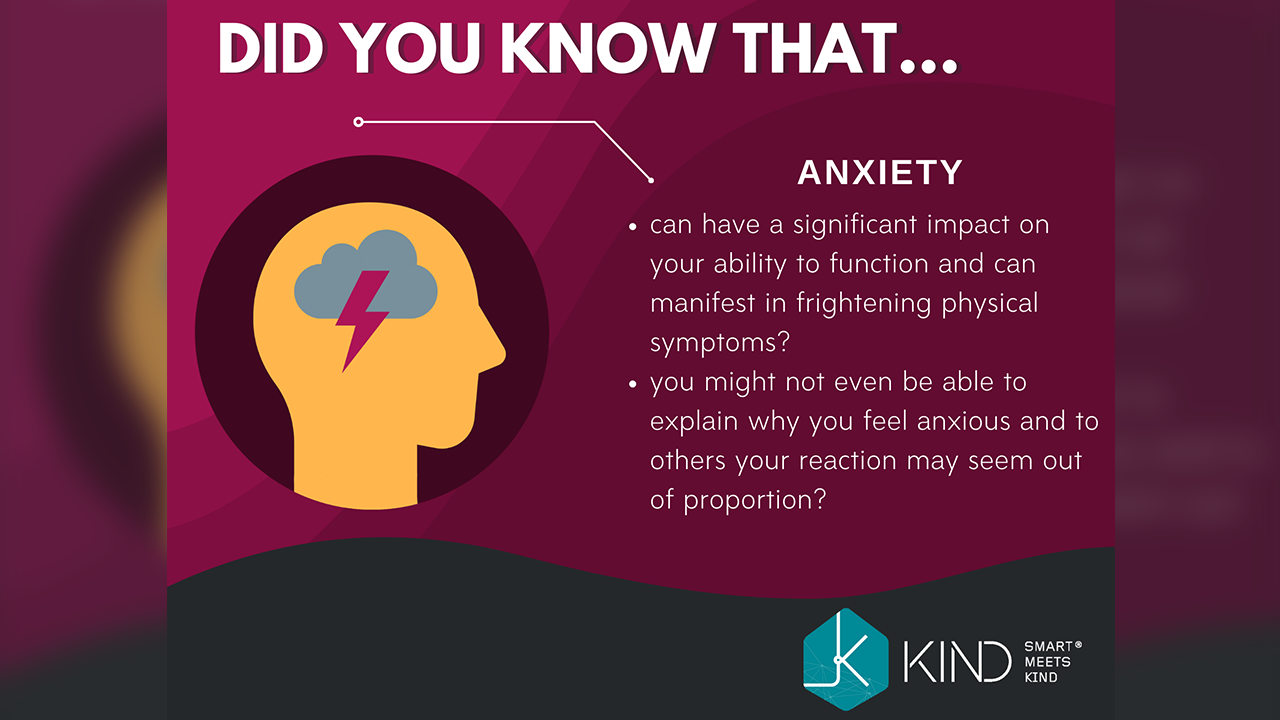 DID YOU KNOW THAT...
ANXIETY
• can have a significant impact on
your ability to function and can
manifest in frightening physical
symptoms?
• you might not even be able to
explain why you feel anxious and to
others your reaction may seem out
of proportion?
KIND
SMART®
MEETS
KIND